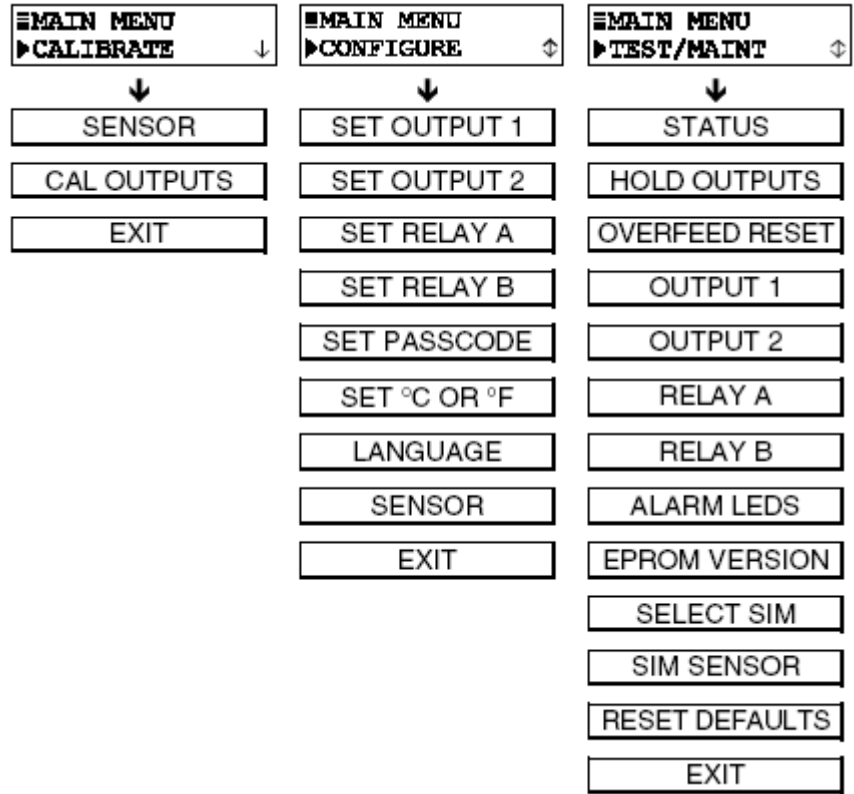 ≡MAIN MENU
▶CALIBRATE ↓
SENSOR
CAL OUTPUTS
EXIT
≡MAIN MENU
▶CONFIGURE ↕
SET OUTPUT 1
SET OUTPUT 2
SET RELAY A
SET RELAY B
SET PASSCODE
SET °C OR °F
LANGUAGE
SENSOR
EXIT
≡MAIN MENU
▶TEST/MAINT ↕
STATUS
HOLD OUTPUTS
OVERFEED RESET
OUTPUT 1
OUTPUT 2
RELAY A
RELAY B
ALARM LEDS
EPROM VERSION
SELECT SIM
SIM SENSOR
RESET DEFAULTS
EXIT